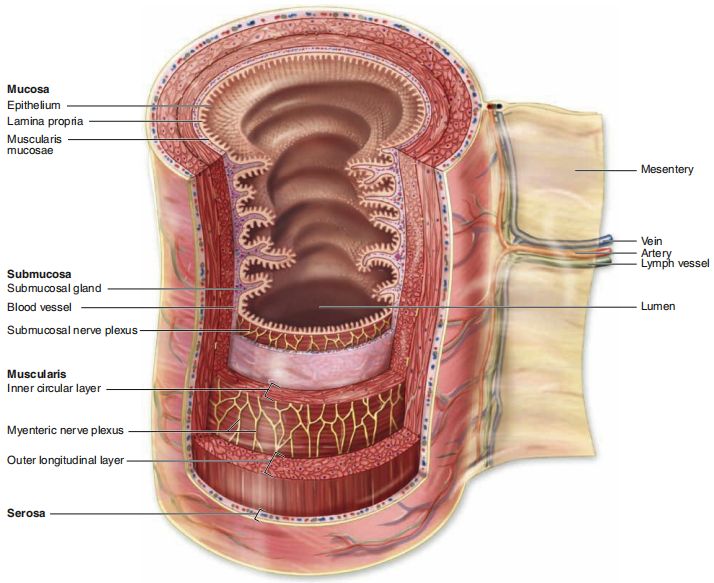 Mucosa
Epithelium
Lamina propria
Muscularis
mucosae
Submucosa
Submucosal gland
Blood vessel
Submucosal nerve plexus
Muscularis
Inner circular layer
Myenteric nerve plexus
Outer longitudinal layer
Serosa
Mesentery
Vein
Artery
Lymph vessel
Lumen